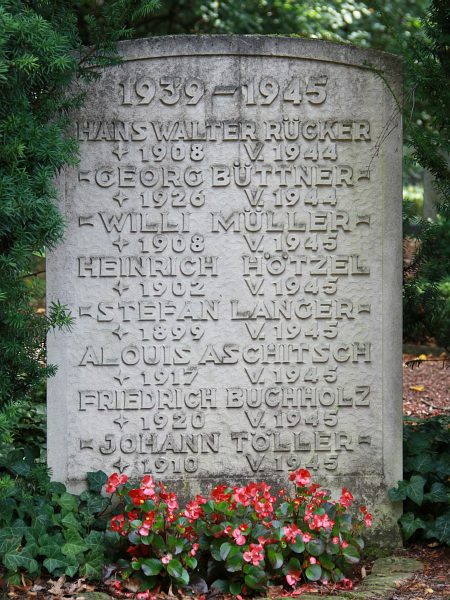 1939-1945
HANS WALTER RÜCKER
✦ 1908 V. 1944
-GEORG BÜTTNER-
✦ 1926 V. 1944
-WILLI MÜLLER-
✦ 1908 V. 1945
HEINRICH HÖTZEL
✦ 1902 V. 1945
-STEFAN LANGER-
✦ 1899 V. 1945
ALOUIS ASCHITSCH
✦ 1917 V. 1945
FRIEDRICH BUCHHOLZ
✦ 1920 V. 1945
-JOHANN TOLLER-
✦ 1910 V. 1945